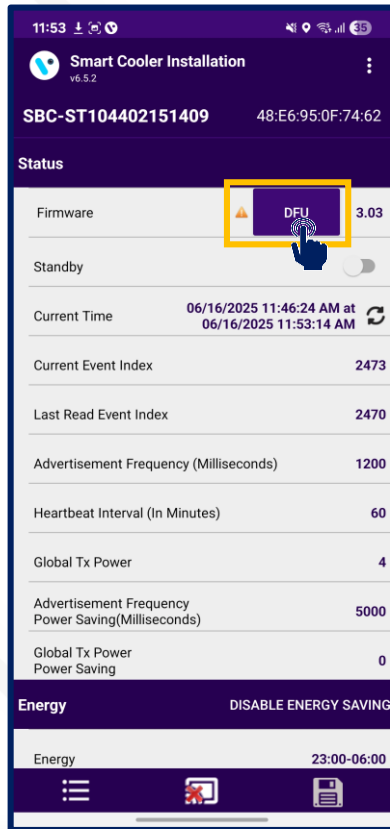 11:53
35
Smart Cooler Installation
v6.5.2
SBC-ST104402151409 48:E6:95:0F:74:62
Status
Firmware DFU 3.03
Standby
Current Time 06/16/2025 11:46:24 AM at
06/16/2025 11:53:14 AM
Current Event Index 2473
Last Read Event Index 2470
Advertisement Frequency (Milliseconds) 1200
Heartbeat Interval (In Minutes) 60
Global Tx Power 4
Advertisement Frequency
Power Saving(Milliseconds) 5000
Global Tx Power
Power Saving 0
Energy DISABLE ENERGY SAVING
Energy 23:00-06:00